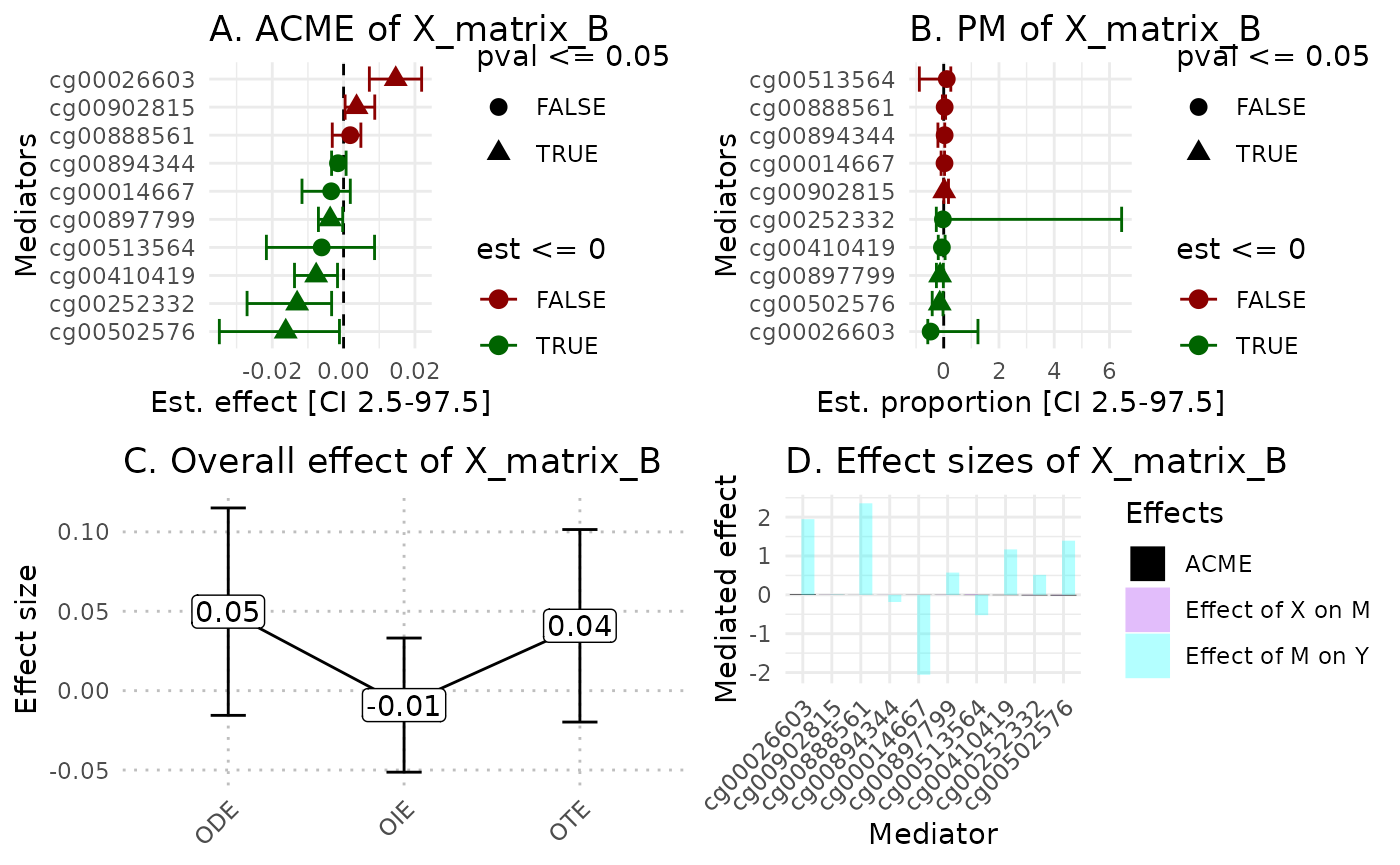 A. ACME of X_matrix_B
pval <= 0.05
cg00026603
cg00902815
cg00888561
cg00894344
cg00014667
cg00897799
cg00513564
cg00410419
cg00252332
cg00502576
Mediators
-0.02 0.00 0.02
Est. effect [CI 2.5-97.5]
FALSE
TRUE
est <= 0
FALSE
TRUE
B. PM of X_matrix_B
pval <= 0.05
cg00513564
cg00888561
cg00894344
cg00014667
cg00902815
cg00252332
cg00410419
cg00897799
cg00502576
cg00026603
Mediators
0 2 4 6
Est. proportion [CI 2.5-97.5]
FALSE
TRUE
est <= 0
FALSE
TRUE
C. Overall effect of X_matrix_B
Effect size
0.10
0.05
0.00
-0.05
0.05
-0.01
0.04
ODE
OIE
OTE
D. Effect sizes of X_matrix_B
Mediated effect
2
1
0
-1
-2
cg00026603
cg00902815
cg00888561
cg00894344
cg00014667
cg00897799
cg00513564
cg00410419
cg00252332
cg00502576
Mediator
Effects
ACME
Effect of X on M
Effect of M on Y